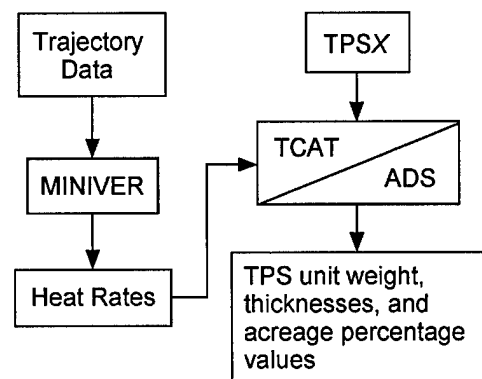 Trajectory
Data
MINIVER
Heat Rates
TPSX
TCAT
ADS
TPS unit weight,
thicknesses, and
acreage percentage
values